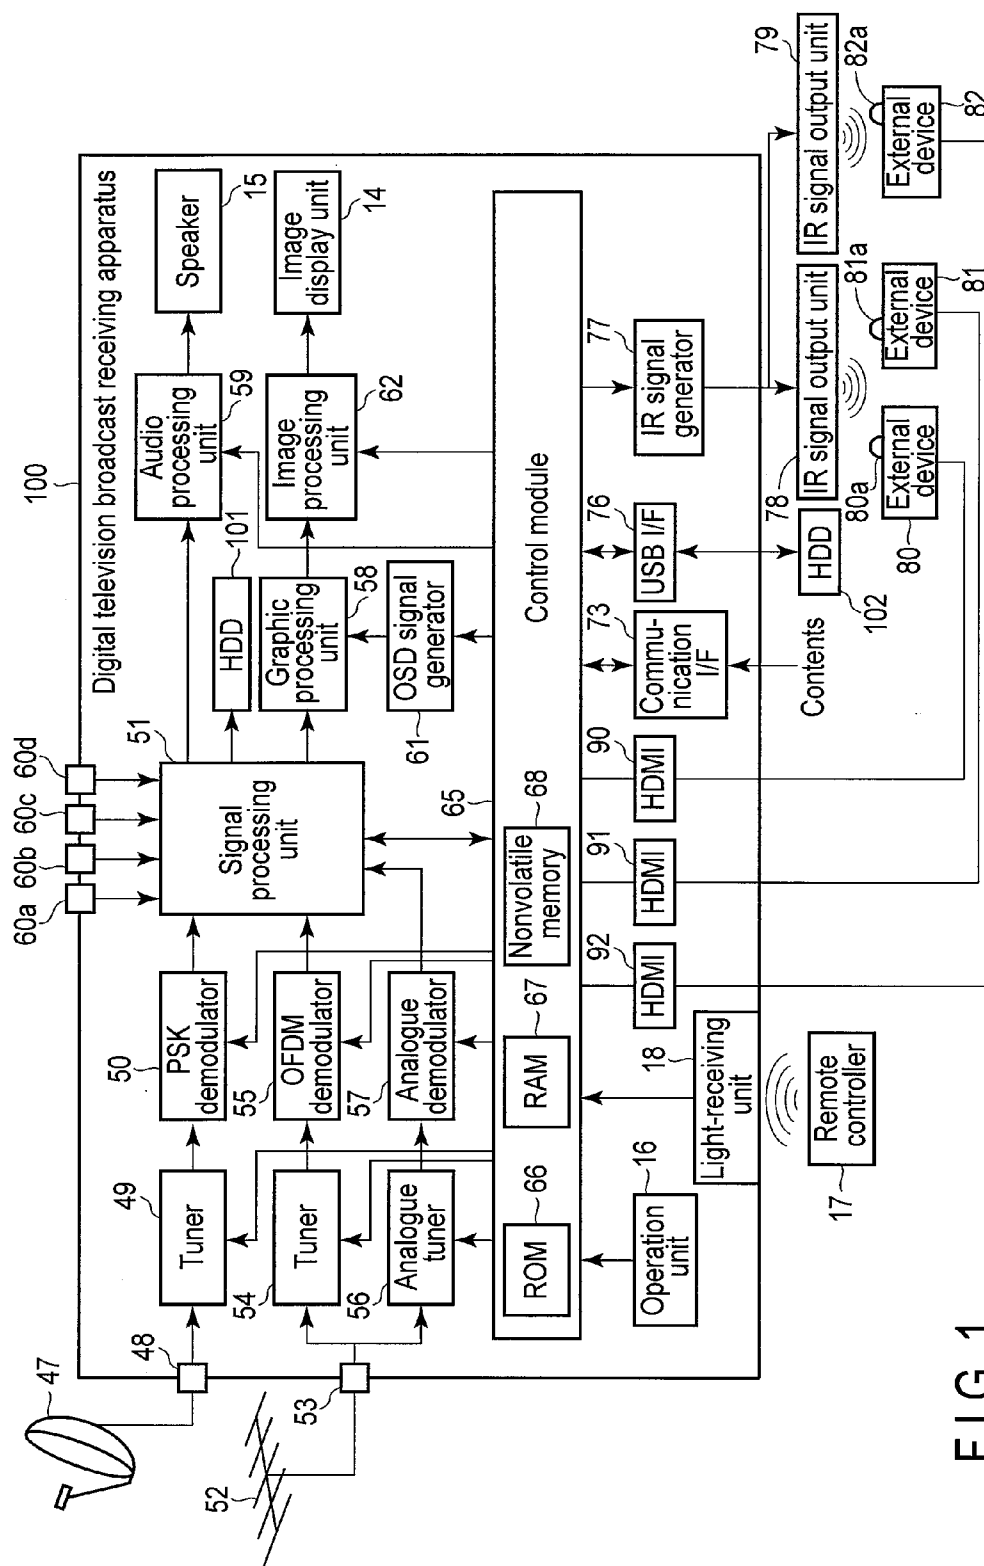 100
Digital television broadcast receiving apparatus
47
48
49
Tuner
50
PSK
demodulator
60a
60b
60c
60d
51
Signal
processing
unit
Audio
processing
unit
59
Speaker
15
101
HDD
52
53
54
Tuner
55
OFDM
demodulator
Graphic
processing
unit
58
Image
processing
unit
62
Image
display unit
14
56
Analogue
tuner
57
Analogue
demodulator
61
OSD signal
generator
65
Control module
66
ROM
67
RAM
68
Nonvolatile
memory
16
Operation
unit
18
Light-receiving
unit
17
Remote
controller
92
HDMI
91
HDMI
90
HDMI
73
Commu-
nication
I/F
Contents
76
USB I/F
HDD
102
77
IR signal
generator
78
IR signal output unit
79
IR signal output unit
80a
External
device
80
81a
External
device
81
82a
External
device
82
FIG. 1